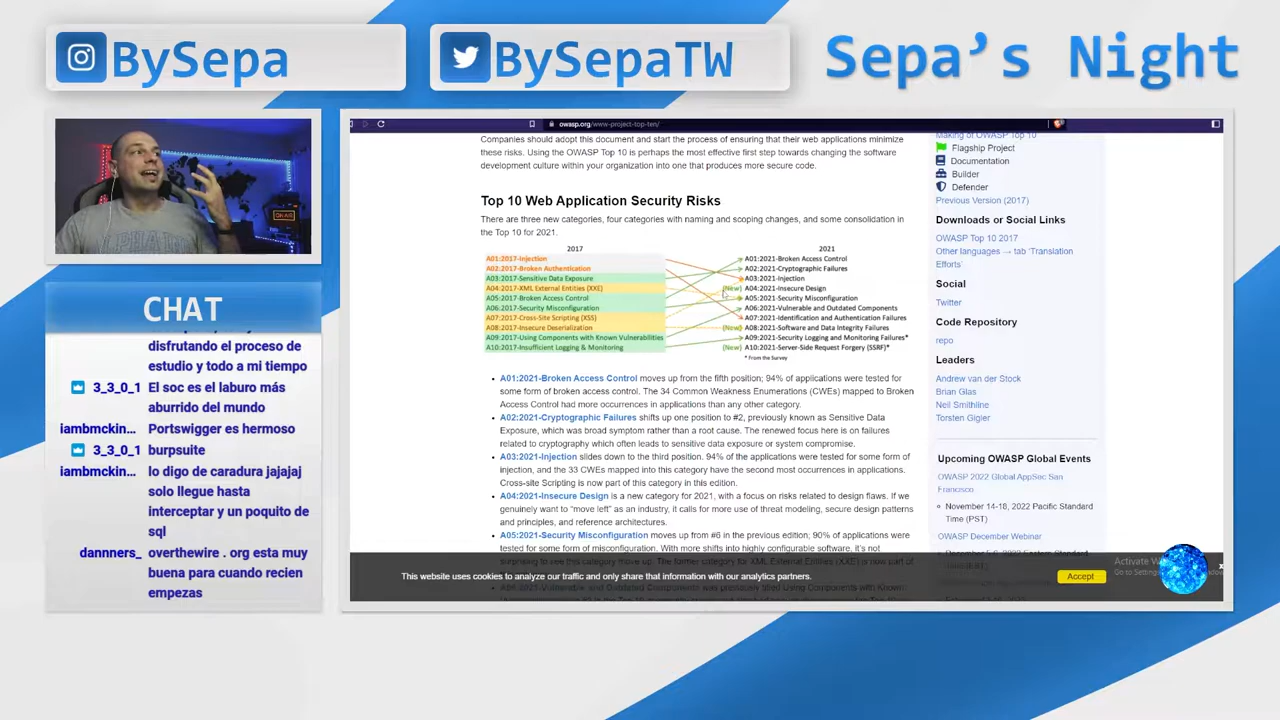 BySepa
BySepaTW
Sepa's Night
CHAT
disfrutando el proceso de
estudio y todo a mi tiempo
3_3_0_1 El soc es el laburo más
aburrido del mundo
iambmckin... Portswigger es hermoso
3_3_0_1 burpsuite
iambmckin... lo digo de caradura jajajaj
solo llegue hasta
interceptar y un poquito de
sql
dannners_ overthewire . org esta muy
buena para cuando recien
empezas
owasp.org/www-project-top-ten/
Companies should adopt this document and start the process of ensuring that their web applications minimize
these risks. Using the OWASP Top 10 is perhaps the most effective first step towards changing the software
development culture within your organization into one that produces more secure code.
Top 10 Web Application Security Risks
There are three new categories, four categories with naming and scoping changes, and some consolidation in
the Top 10 for 2021.
2017
2021
A01:2017-Injection
A02:2017-Broken Authentication
A03:2017-Sensitive Data Exposure
A04:2017-XML External Entities (XXE)
A05:2017-Broken Access Control
A06:2017-Security Misconfiguration
A07:2017-Cross-Site Scripting (XSS)
A08:2017-Insecure Deserialization
A09:2017-Using Components with Known Vulnerabilities
A10:2017-Insufficient Logging & Monitoring
A01:2021-Broken Access Control
A02:2021-Cryptographic Failures
A03:2021-Injection
(New) A04:2021-Insecure Design
A05:2021-Security Misconfiguration
A06:2021-Vulnerable and Outdated Components
A07:2021-Identification and Authentication Failures
(New) A08:2021-Software and Data Integrity Failures
A09:2021-Security Logging and Monitoring Failures*
(New) A10:2021-Server-Side Request Forgery (SSRF)*
* From the Survey
A01:2021-Broken Access Control moves up from the fifth position; 94% of applications were tested for
some form of broken access control. The 34 Common Weakness Enumerations (CWEs) mapped to Broken
Access Control had more occurrences in applications than any other category.
A02:2021-Cryptographic Failures shifts up one position to #2, previously known as Sensitive Data
Exposure, which was broad symptom rather than a root cause. The renewed focus here is on failures
related to cryptography which often leads to sensitive data exposure or system compromise.
A03:2021-Injection slides down to the third position. 94% of the applications were tested for some form of
injection, and the 33 CWEs mapped into this category have the second most occurrences in applications.
Cross-site Scripting is now part of this category in this edition.
A04:2021-Insecure Design is a new category for 2021, with a focus on risks related to design flaws. If we
genuinely want to "move left" as an industry, it calls for more use of threat modeling, secure design patterns
and principles, and reference architectures.
A05:2021-Security Misconfiguration moves up from #6 in the previous edition; 90% of applications were
tested for some form of misconfiguration. With more shifts into highly configurable software, it's not
Making of OWASP Top 10
Flagship Project
Documentation
Builder
Defender
Previous Version (2017)
Downloads or Social Links
OWASP Top 10 2017
Other languages → tab 'Translation
Efforts'
Social
Twitter
Code Repository
repo
Leaders
Andrew van der Stock
Brian Glas
Neil Smithline
Torsten Gigler
Upcoming OWASP Global Events
OWASP 2022 Global AppSec San
Francisco
November 14-18, 2022 Pacific Standard
Time (PST)
OWASP December Webinar
This website uses cookies to analyze our traffic and only share that information with our analytics partners.
Accept
x
Activate
Go to Setting